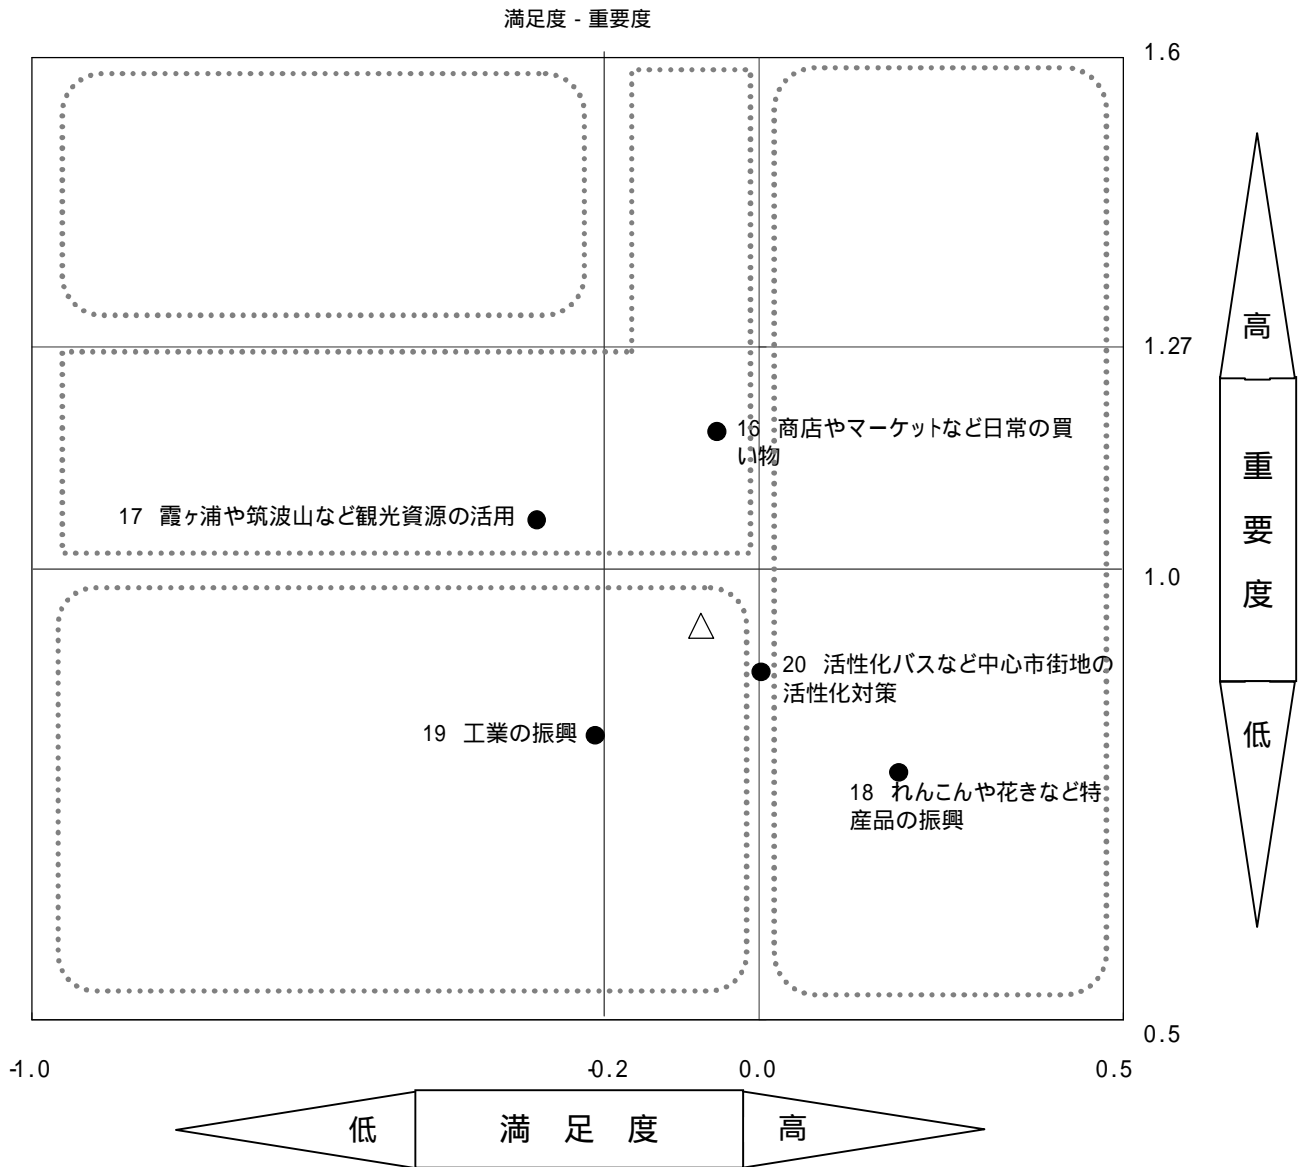 満足度 - 重要度
1.6
高
1.27
16 商店やマーケットなど日常の買
い物
重
要
度
17 霞ヶ浦や筑波山など観光資源の活用
1.0
△
20 活性化バスなど中心市街地の
活性化対策
19 工業の振興
低
18 れんこんや花きなど特
産品の振興
0.5
-1.0
-0.2
0.0
0.5
低
満 足 度
高